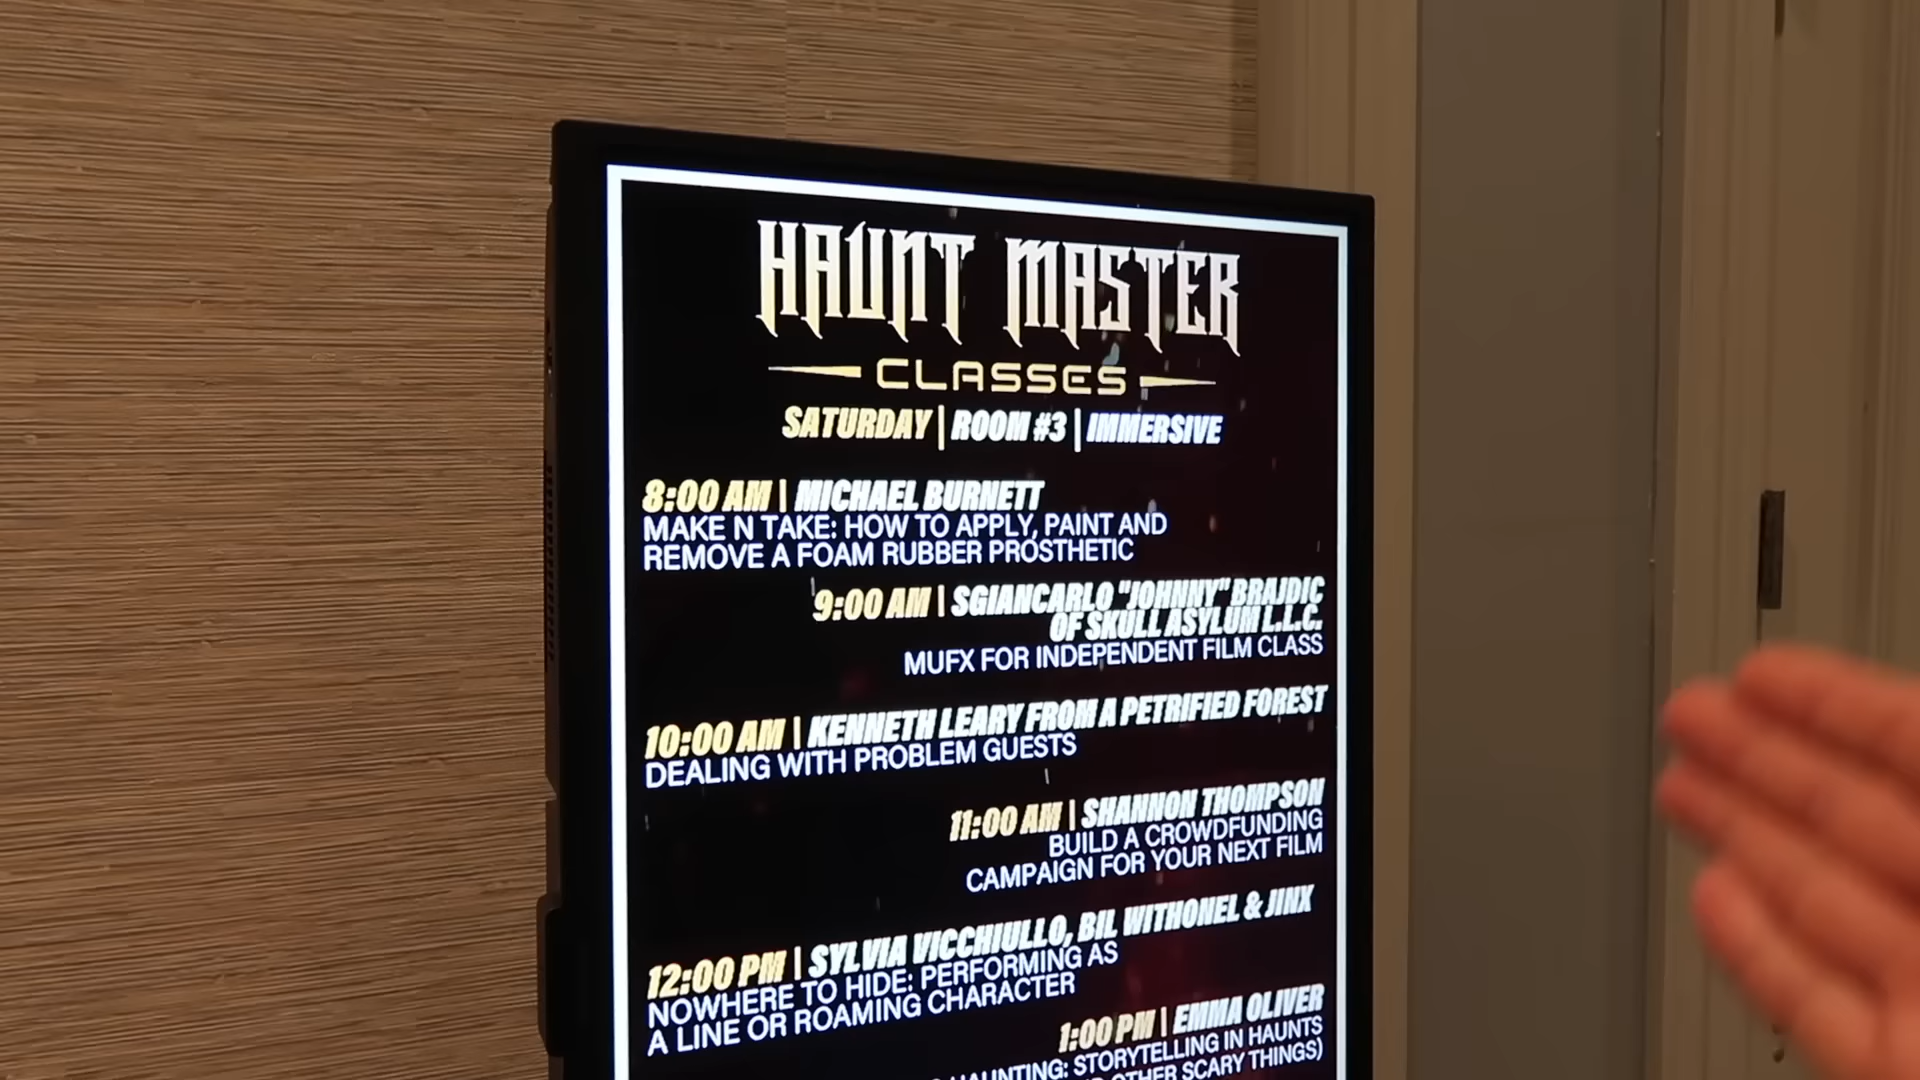 HAUNT MASTER
CLASSES
SATURDAY | ROOM #3 | IMMERSIVE
8:00 AM | MICHAEL BURNETT
MAKE N TAKE: HOW TO APPLY, PAINT AND
REMOVE A FOAM RUBBER PROSTHETIC
9:00 AM | SGIANCARLO "JOHNNY" BRAJDIC
OF SKULL ASYLUM L.L.C.
MUFX FOR INDEPENDENT FILM CLASS
10:00 AM | KENNETH LEARY FROM A PETRIFIED FOREST
DEALING WITH PROBLEM GUESTS
11:00 AM | SHANNON THOMPSON
BUILD A CROWDFUNDING
CAMPAIGN FOR YOUR NEXT FILM
12:00 PM | SYLVIA VICCHIULLO, BIL WITHONEL & JINX
NOWHERE TO HIDE: PERFORMING AS
A LINE OR ROAMING CHARACTER
1:00 PM | EMMA OLIVER
HAUNTING: STORYTELLING IN HAUNTS
OTHER SCARY THINGS)